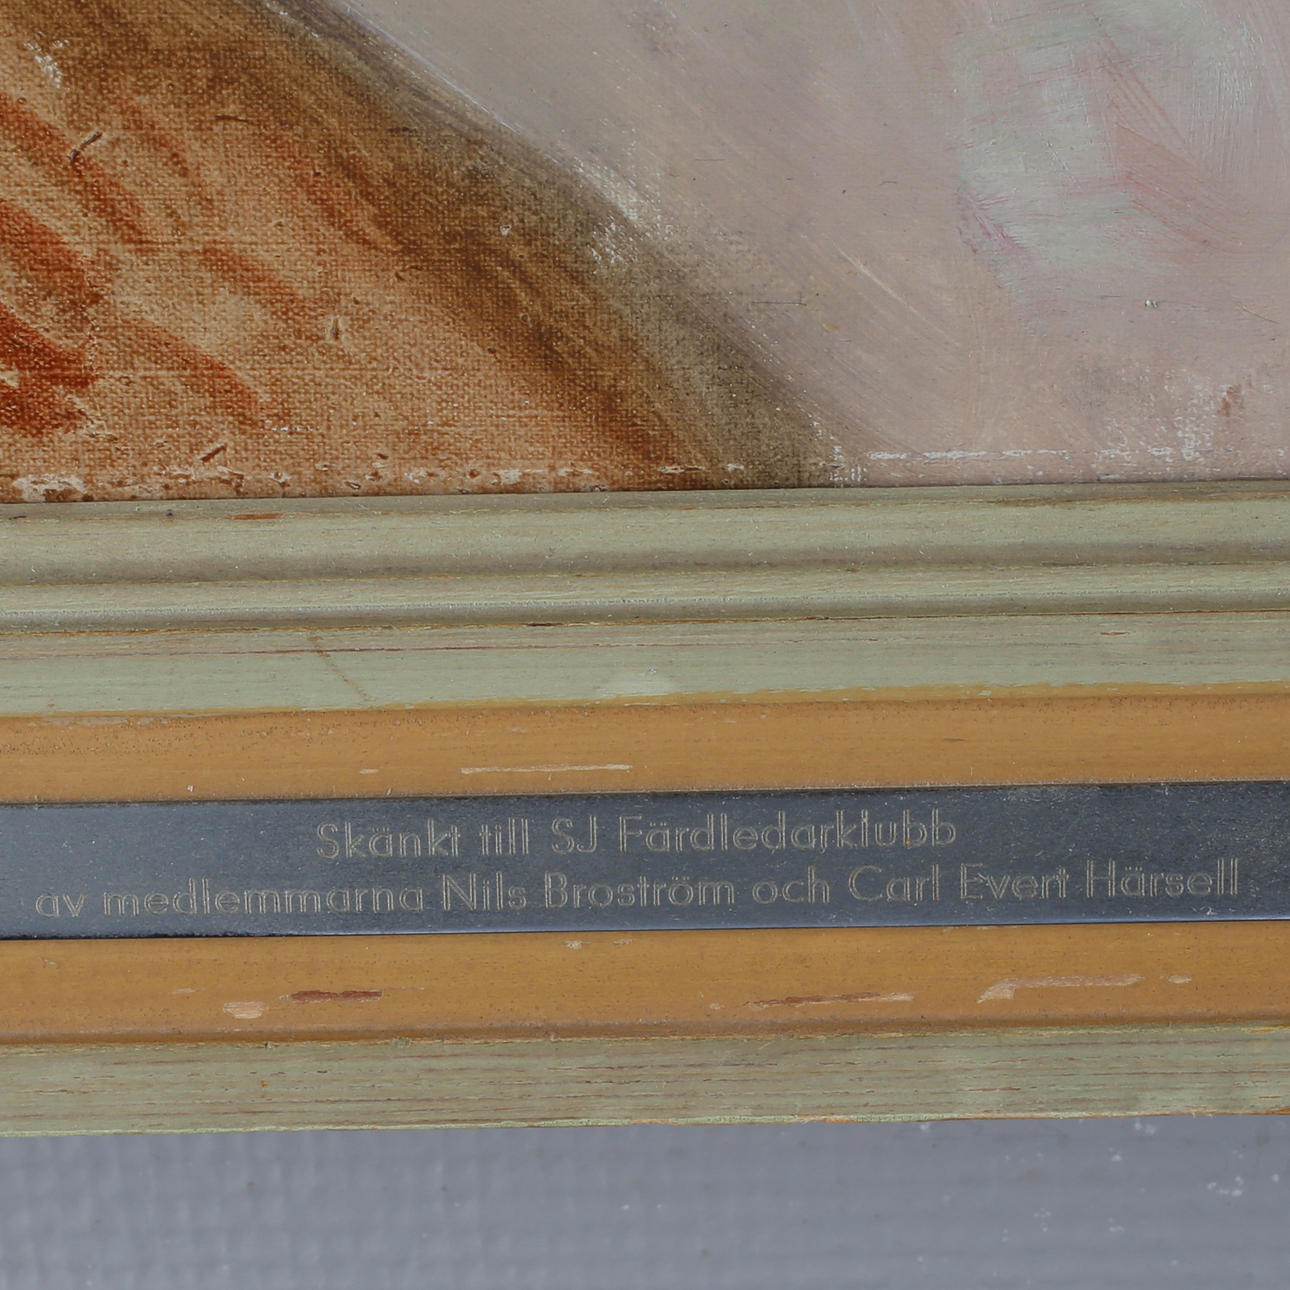 Skänkt till SJ Färdledarklubb
av medlemmarna Nils Broström och Carl Evert Härsell